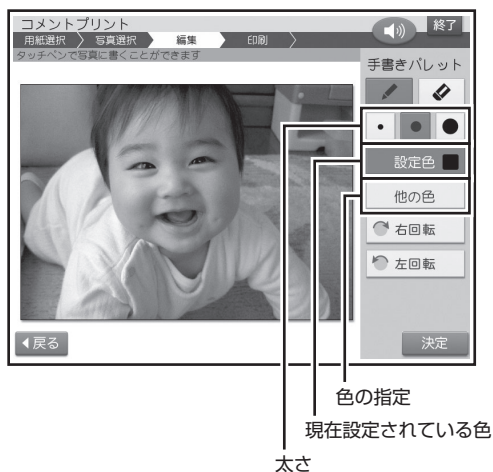 コメントプリント
終了
用紙選択 写真選択 編集 印刷
タッチペンで写真に書くことができます
手書きパレット
設定色
他の色
右回転
左回転
戻る
決定
色の指定
現在設定されている色
太さ